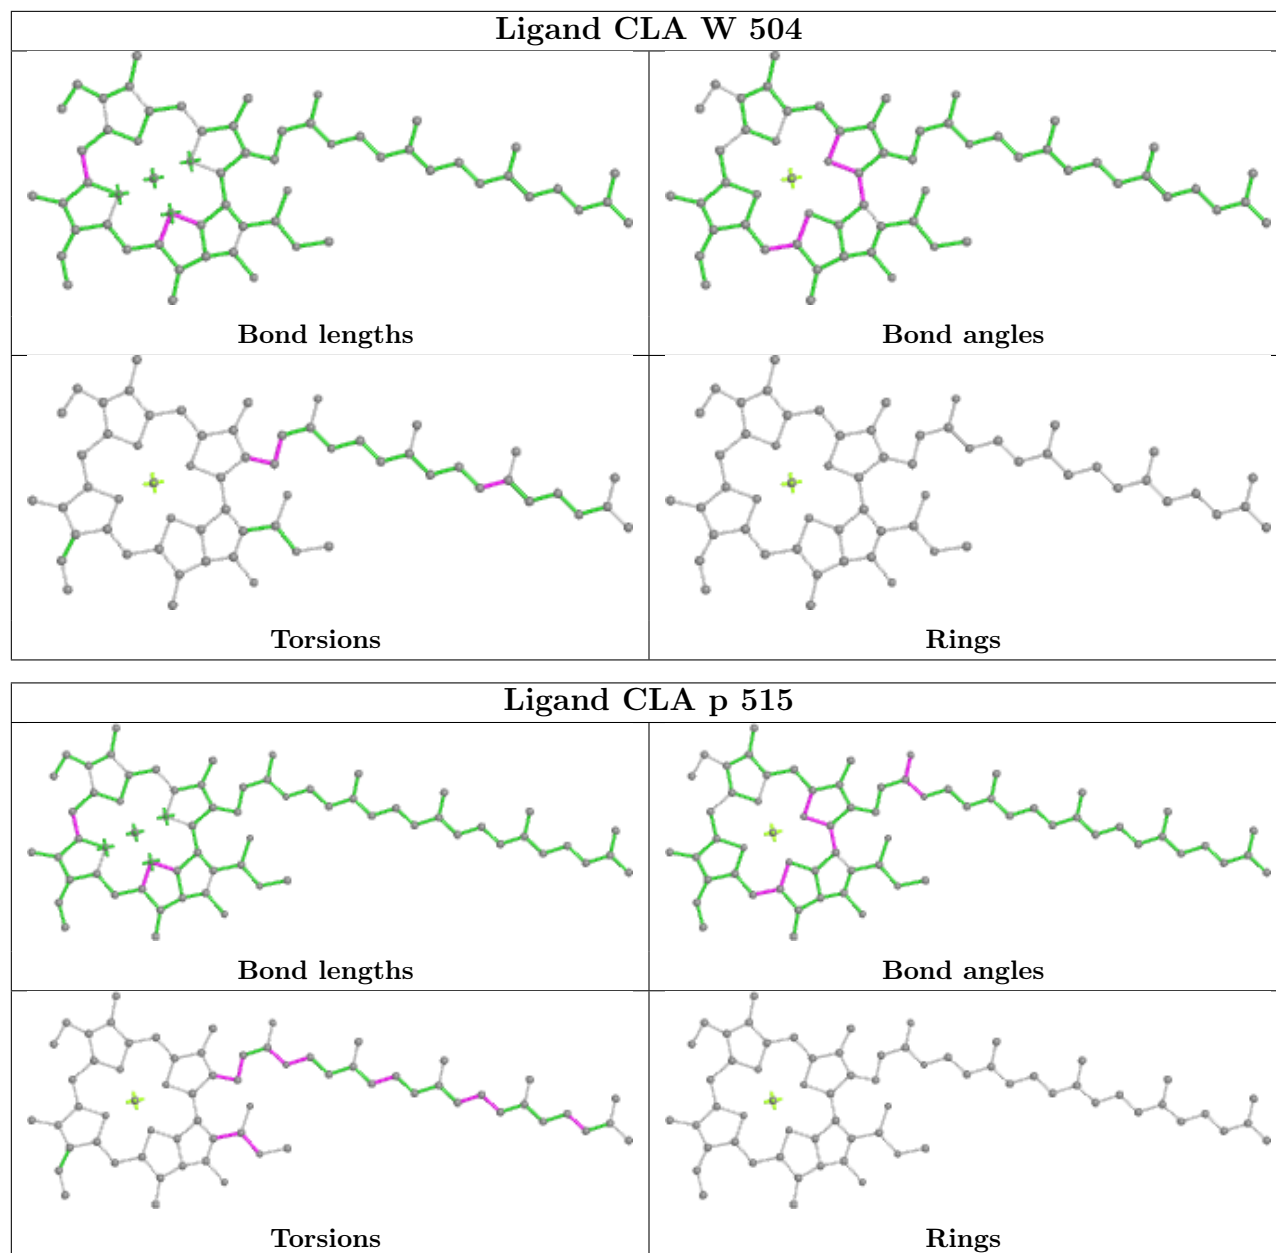 Ligand CLA W 504
Bond lengths
Bond angles
Torsions
Rings
Ligand CLA p 515
Bond lengths
Bond angles
Torsions
Rings